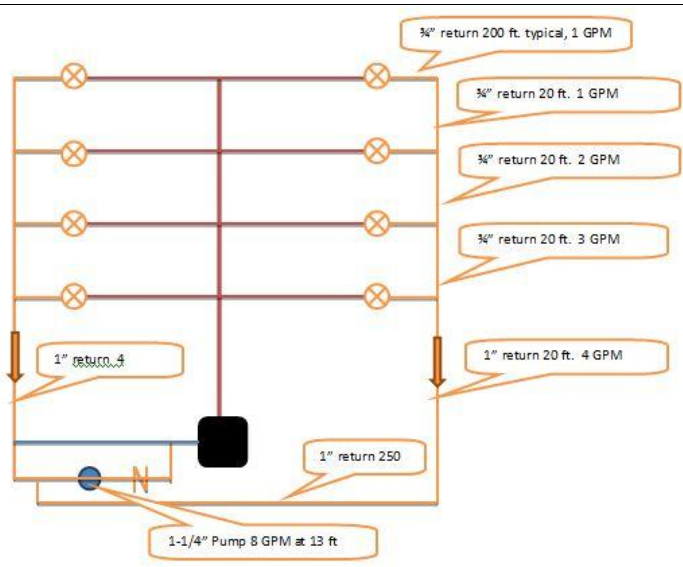 ¾” return 200 ft. typical, 1 GPM
¾” return 20 ft. 1 GPM
¾” return 20 ft. 2 GPM
¾” return 20 ft. 3 GPM
1” return 4
1” return 20 ft. 4 GPM
1” return 250
1-1/4” Pump 8 GPM at 13 ft